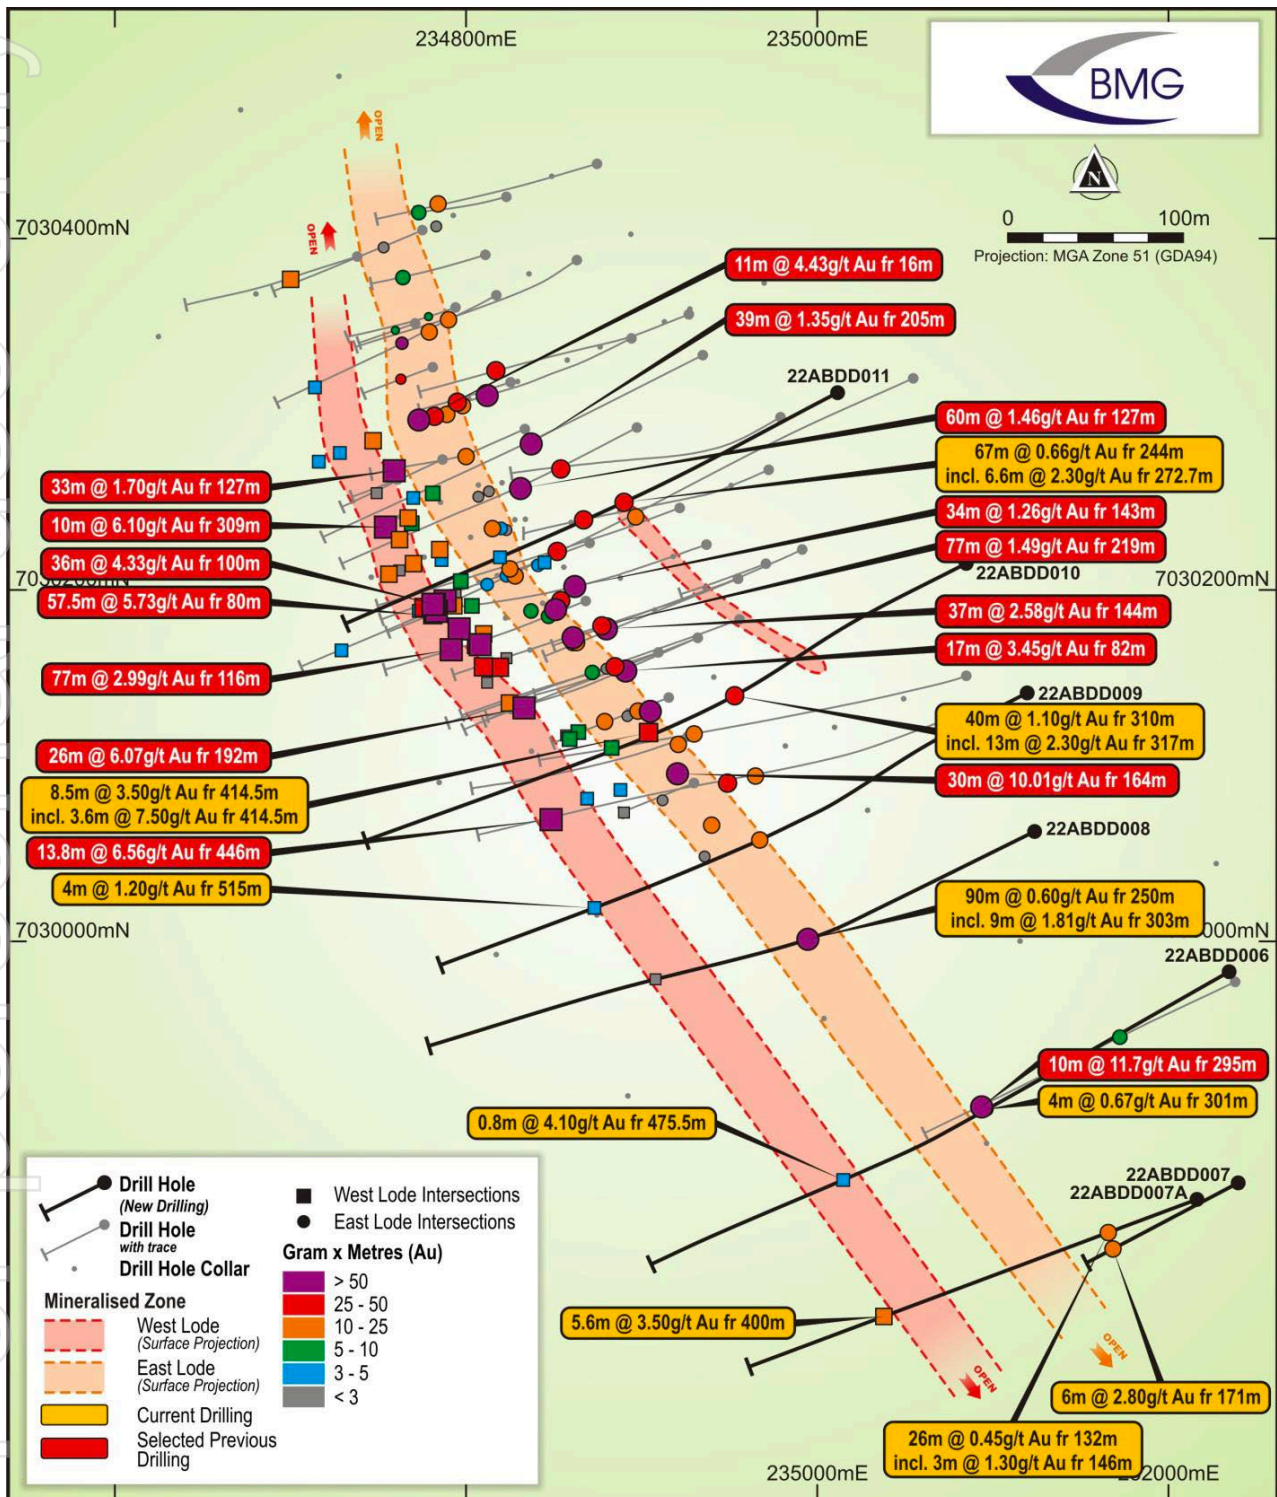 234800mE
235000mE
BMG
OPEN
N
7030400mN
0
100m
OPEN
Projection: MGA Zone 51 (GDA94)
11m @ 4.43g/t Au fr 16m
39m @ 1.35g/t Au fr 205m
22ABDD011
60m @ 1.46g/t Au fr 127m
67m @ 0.66g/t Au fr 244m
incl. 6.6m @ 2.30g/t Au fr 272.7m
33m @ 1.70g/t Au fr 127m
10m @ 6.10g/t Au fr 309m
34m @ 1.26g/t Au fr 143m
77m @ 1.49g/t Au fr 219m
36m @ 4.33g/t Au fr 100m
22ABDD010
7030200mN
7030200mN
57.5m @ 5.73g/t Au fr 80m
37m @ 2.58g/t Au fr 144m
17m @ 3.45g/t Au fr 82m
77m @ 2.99g/t Au fr 116m
22ABDD009
40m @ 1.10g/t Au fr 310m
incl. 13m @ 2.30g/t Au fr 317m
26m @ 6.07g/t Au fr 192m
30m @ 10.01g/t Au fr 164m
8.5m @ 3.50g/t Au fr 414.5m
incl. 3.6m @ 7.50g/t Au fr 414.5m
22ABDD008
13.8m @ 6.56g/t Au fr 446m
4m @ 1.20g/t Au fr 515m
90m @ 0.60g/t Au fr 250m
incl. 9m @ 1.81g/t Au fr 303m
7030000mN
000mN
22ABDD006
10m @ 11.7g/t Au fr 295m
4m @ 0.67g/t Au fr 301m
0.8m @ 4.10g/t Au fr 475.5m
22ABDD007
22ABDD007A
5.6m @ 3.50g/t Au fr 400m
OPEN
OPEN
6m @ 2.80g/t Au fr 171m
26m @ 0.45g/t Au fr 132m
incl. 3m @ 1.30g/t Au fr 146m
235000mE
2000mE
Drill Hole
(New Drilling)
Drill Hole
with trace
Drill Hole Collar
Mineralised Zone
West Lode
(Surface Projection)
East Lode
(Surface Projection)
Current Drilling
Selected Previous
Drilling
West Lode Intersections
East Lode Intersections
Gram x Metres (Au)
> 50
25 - 50
10 - 25
5 - 10
3 - 5
< 3